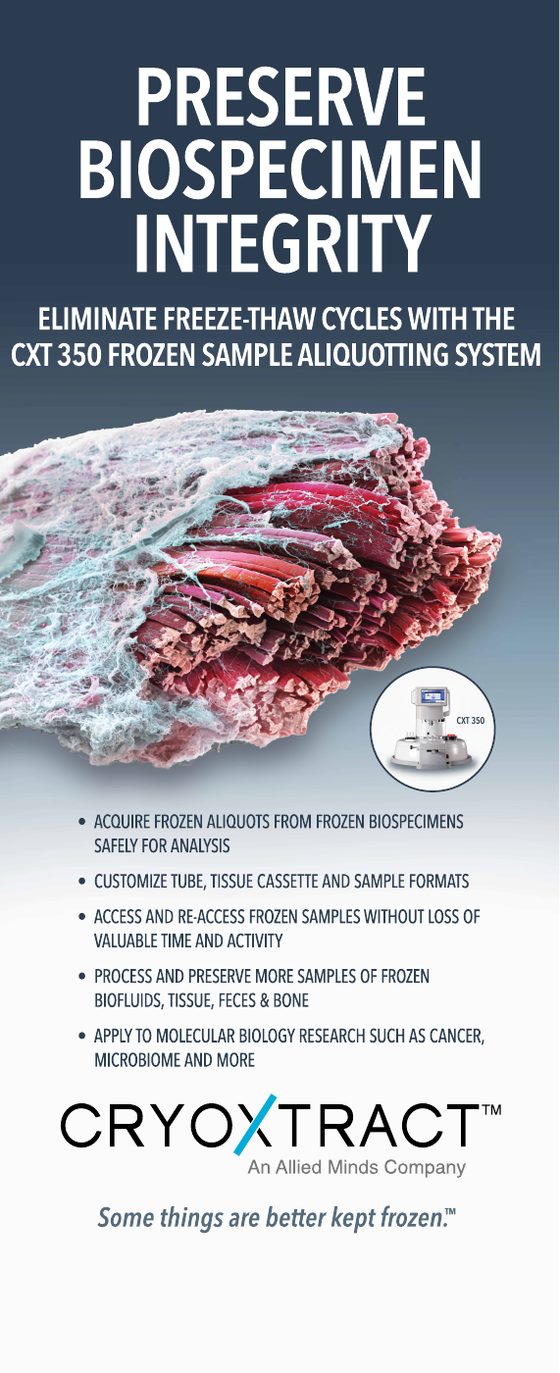 PRESERVE
BIOSPECIMEN
INTEGRITY
ELIMINATE FREEZE-THAW CYCLES WITH THE
CXT 350 FROZEN SAMPLE ALIQUOTTING SYSTEM
CXT 350
• ACQUIRE FROZEN ALIQUOTS FROM FROZEN BIOSPECIMENS
SAFELY FOR ANALYSIS
• CUSTOMIZE TUBE, TISSUE CASSETTE AND SAMPLE FORMATS
• ACCESS AND RE-ACCESS FROZEN SAMPLES WITHOUT LOSS OF
VALUABLE TIME AND ACTIVITY
• PROCESS AND PRESERVE MORE SAMPLES OF FROZEN
BIOFLUIDS, TISSUE, FECES & BONE
• APPLY TO MOLECULAR BIOLOGY RESEARCH SUCH AS CANCER,
MICROBIOME AND MORE
CRYOXTRACT™
An Allied Minds Company
Some things are better kept frozen.™